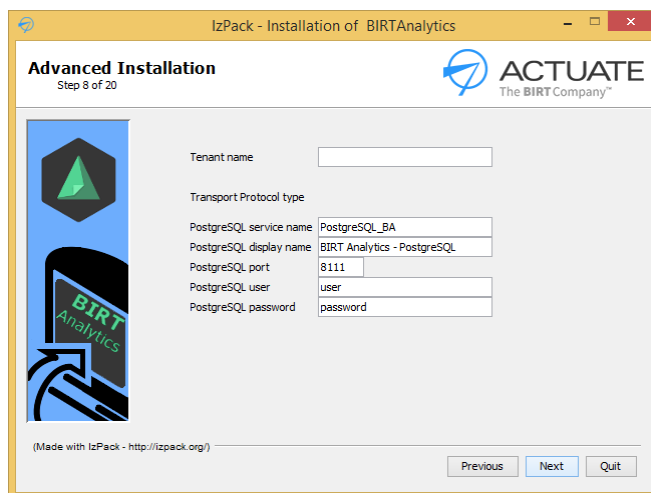 IzPack - Installation of BIRTAnalytics
Advanced Installation
Step 8 of 20
ACTUATE
The BIRT Company™
Tenant name
Transport Protocol type
PostgreSQL service name PostgreSQL_BA
PostgreSQL display name BIRT Analytics - PostgreSQL
PostgreSQL port 8111
PostgreSQL user user
PostgreSQL password password
BIRT
Analytics
(Made with IzPack - http://izpack.org/)
Previous Next Quit